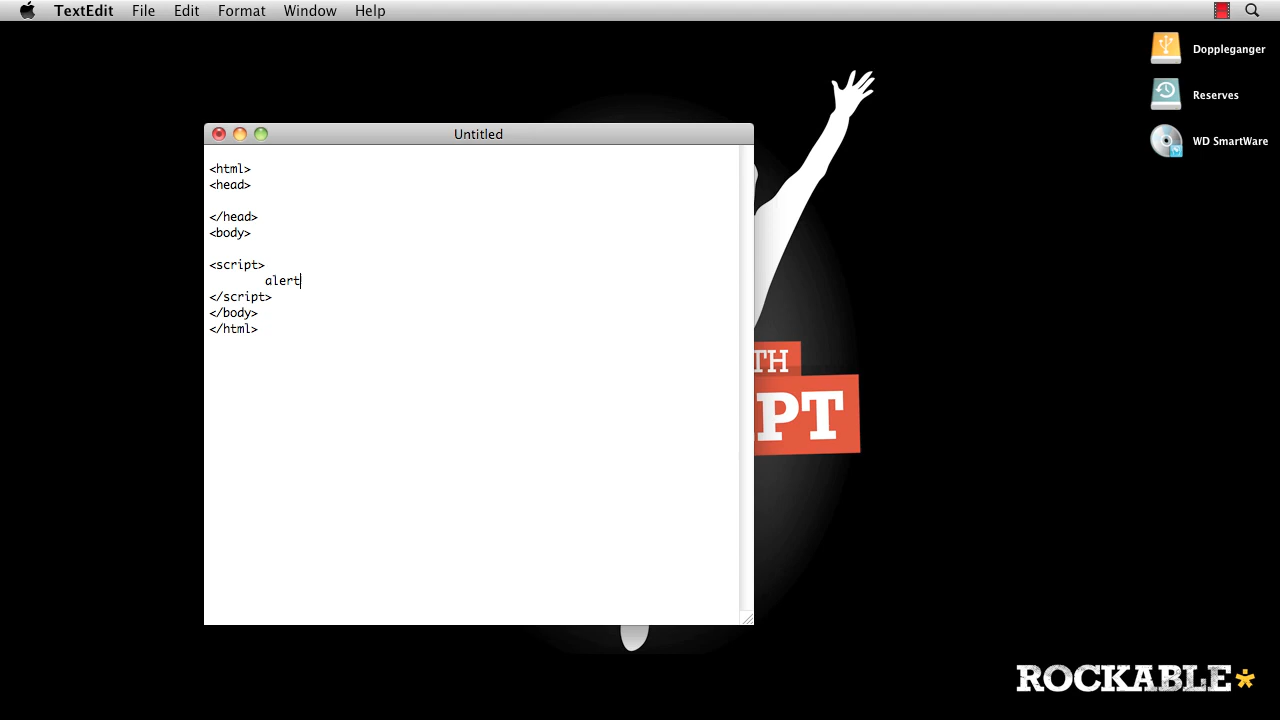 TextEdit File Edit Format Window Help
Doppleganger
Reserves
WD SmartWare
Untitled
<html>
<head>
</head>
<body>
<script>
alert
</script>
</body>
</html>
TH
PT
ROCKABLE*